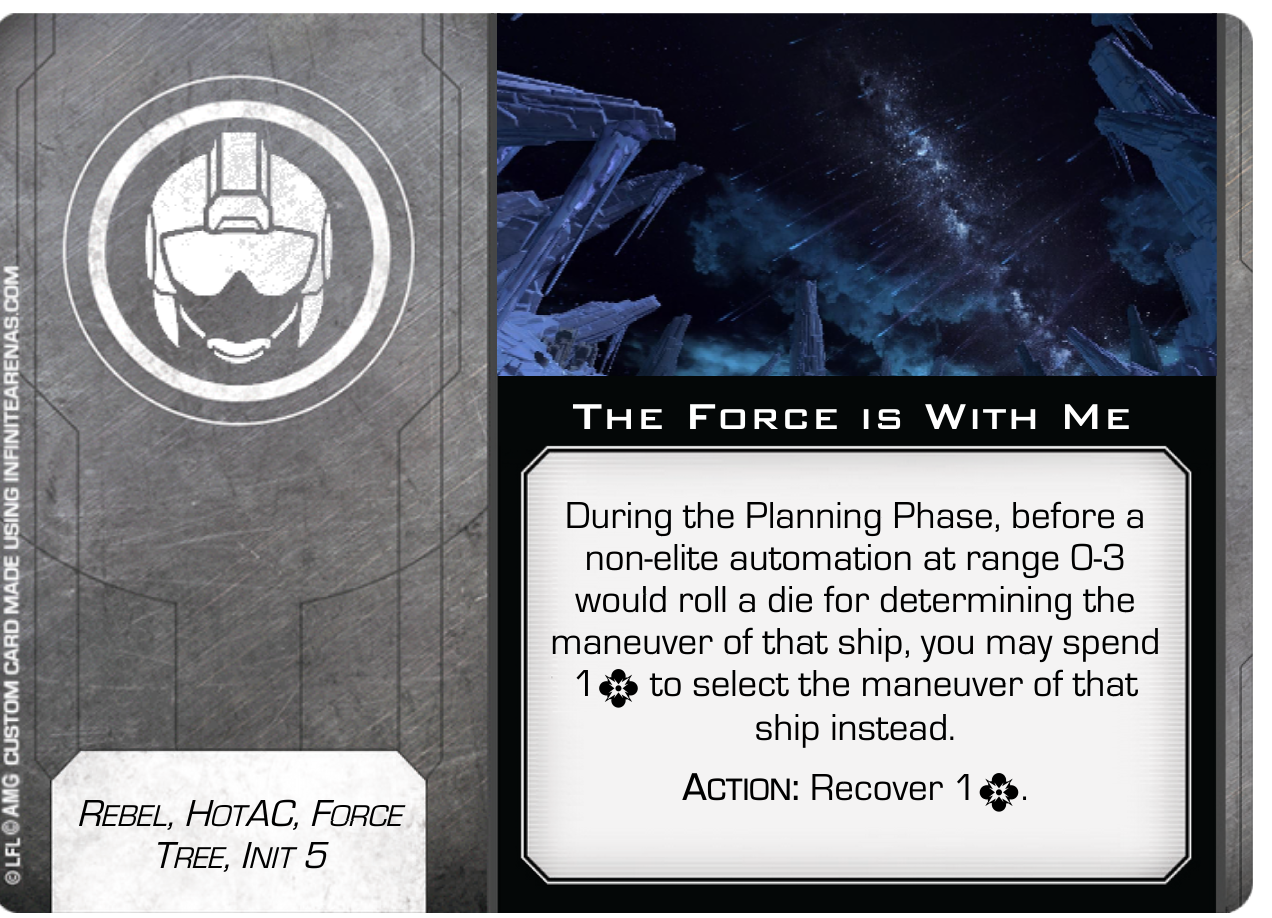 © LFL © AMG CUSTOM CARD MADE USING INFINITEARENAS.COM
REBEL, HOTAC, FORCE
TREE, INIT 5
THE FORCE IS WITH ME
During the Planning Phase, before a
non-elite automation at range 0-3
would roll a die for determining the
maneuver of that ship, you may spend
1 to select the maneuver of that
ship instead.
ACTION: Recover 1 .